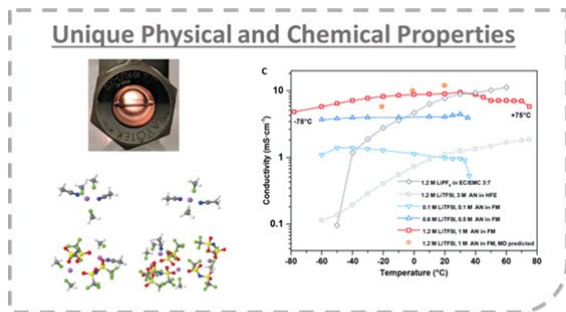 Unique Physical and Chemical Properties
C
10
1
0.1
Conductivity (mS·cm⁻¹)
-78°C
+75°C
1.2 M LiPF₆ in EC/EMC 3:7
1.2 M LiTFSI, 3 M AN in HFE
0.1 M LiTFSI, 0.1 M AN in FM
0.6 M LiTFSI, 0.5 M AN in FM
1.2 M LiTFSI, 1 M AN in FM
1.2 M LiTFSI, 1 M AN in FM, MD predicted
-80 -60 -40 -20 0 20 40 60 80
Temperature (°C)